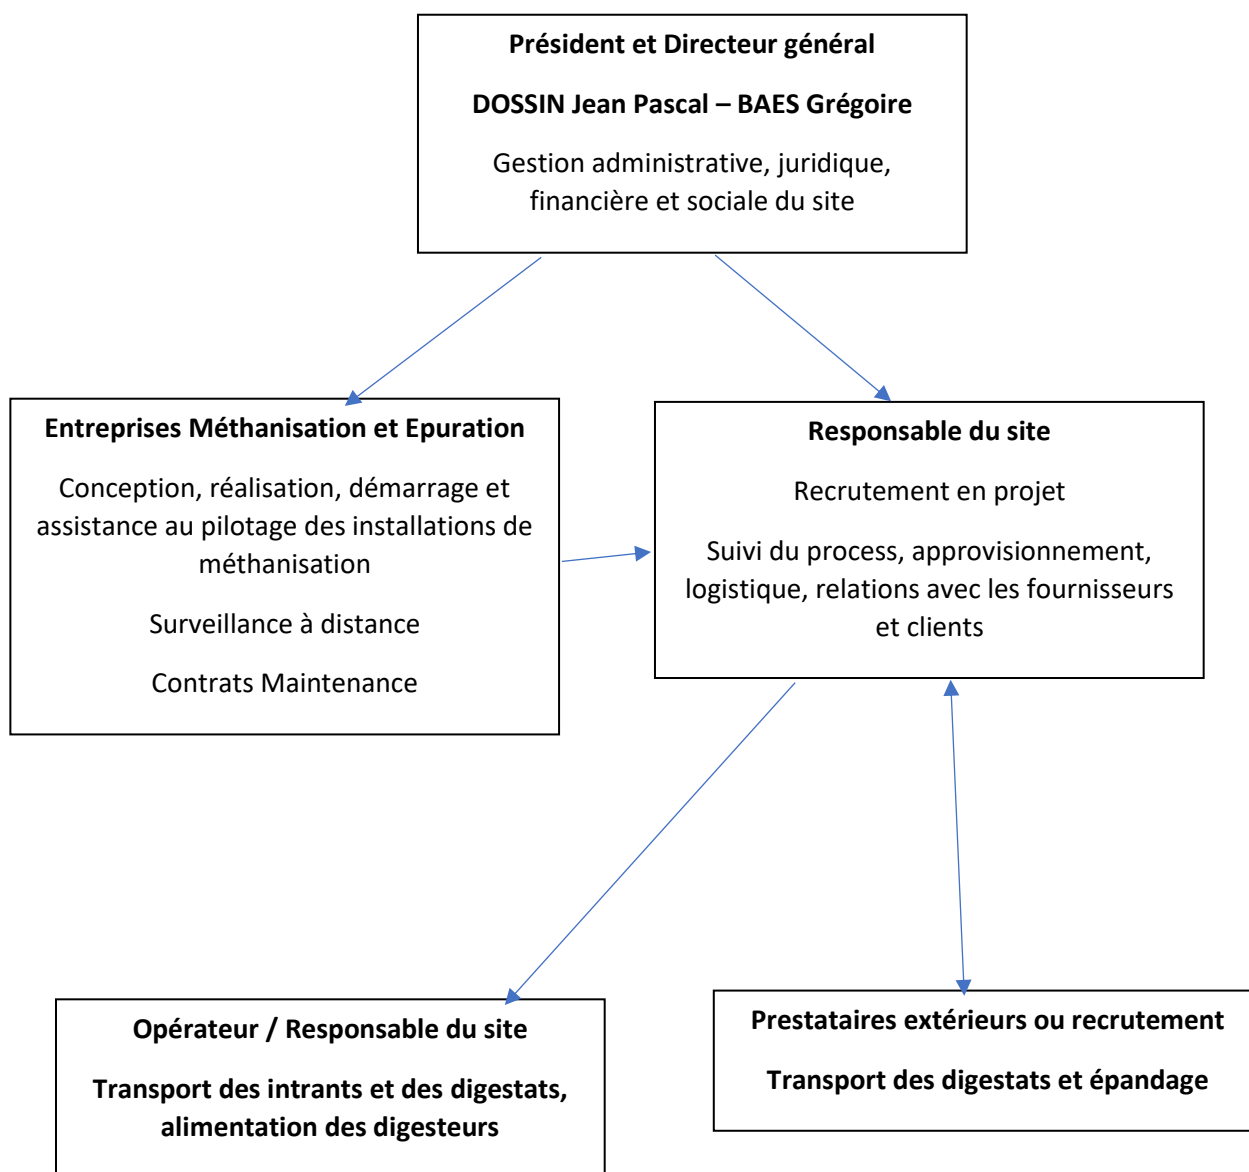 Président et Directeur général
DOSSIN Jean Pascal – BAES Grégoire
Gestion administrative, juridique,
financière et sociale du site
Entreprises Méthanisation et Epuration
Conception, réalisation, démarrage et
assistance au pilotage des installations de
méthanisation
Surveillance à distance
Contrats Maintenance
Responsable du site
Recrutement en projet
Suivi du process, approvisionnement,
logistique, relations avec les fournisseurs
et clients
Opérateur / Responsable du site
Transport des intrants et des digestats,
alimentation des digesteurs
Prestataires extérieurs ou recrutement
Transport des digestats et épandage